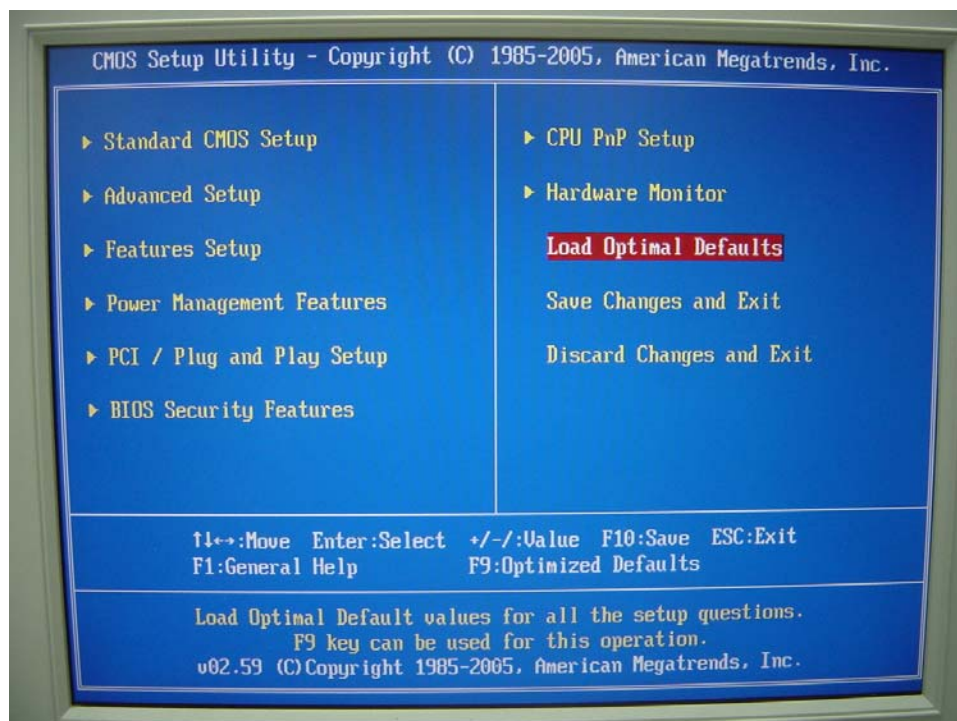 CMOS Setup Utility - Copyright (C) 1985-2005, American Megatrends, Inc.
▶ Standard CMOS Setup
▶ Advanced Setup
▶ Features Setup
▶ Power Management Features
▶ PCI / Plug and Play Setup
▶ BIOS Security Features
▶ CPU PnP Setup
▶ Hardware Monitor
Load Optimal Defaults
Save Changes and Exit
Discard Changes and Exit
↑↓↔:Move Enter:Select +/-/:Value F10:Save ESC:Exit
F1:General Help F9:Optimized Defaults
Load Optimal Default values for all the setup questions.
F9 key can be used for this operation.
v02.59 (C)Copyright 1985-2005, American Megatrends, Inc.